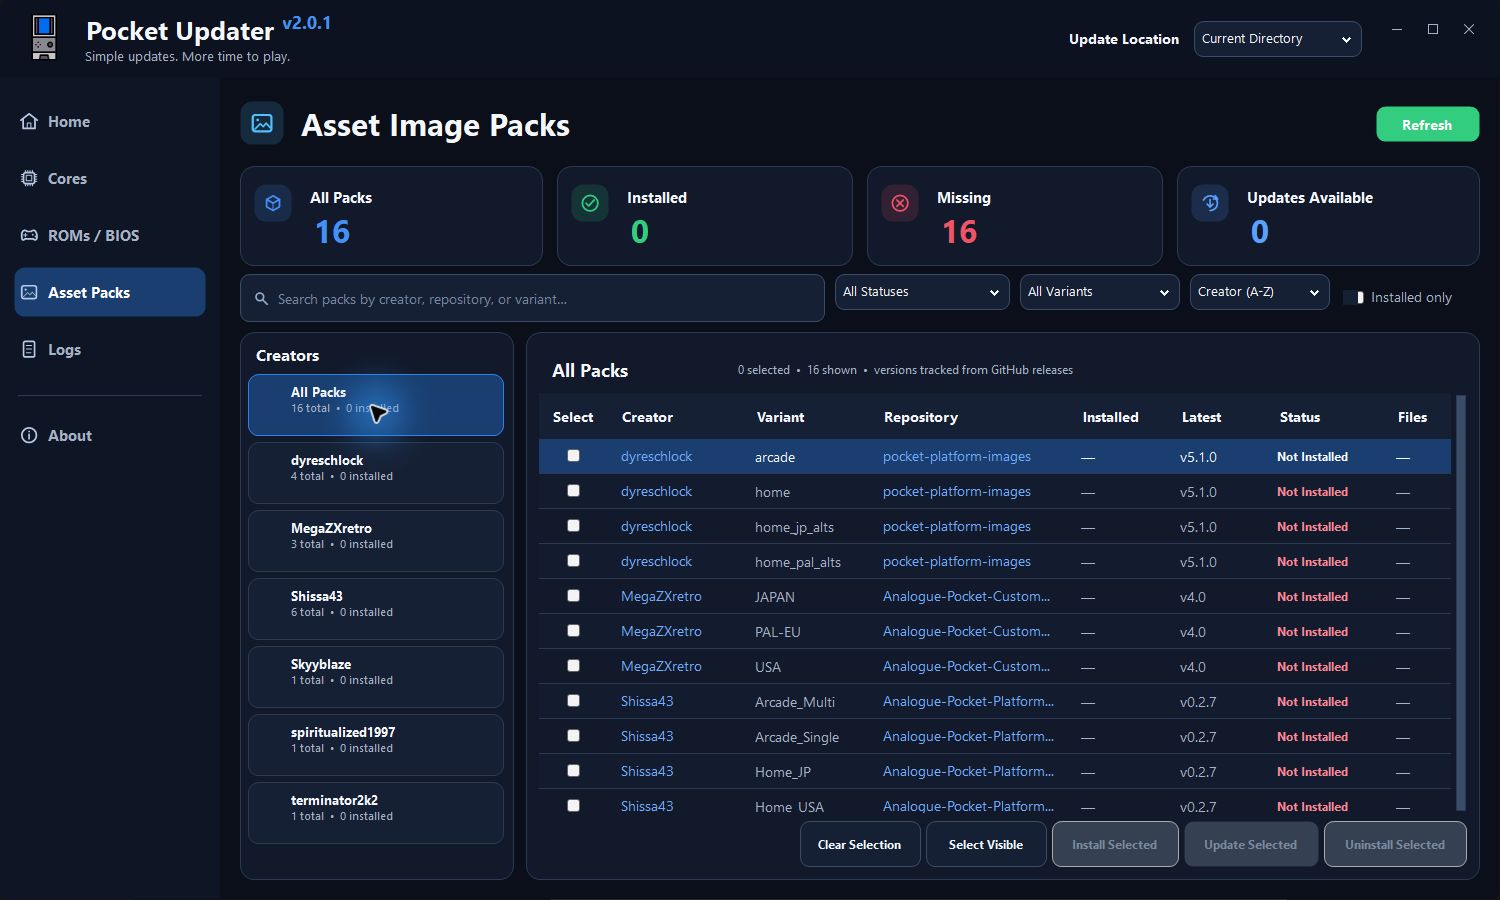 Pocket Updater v2.0.1
Simple updates. More time to play.
Update Location
Current Directory
Home
Cores
ROMs / BIOS
Asset Packs
Logs
About
Asset Image Packs
Refresh
All Packs
16
Installed
0
Missing
16
Updates Available
0
Search packs by creator, repository, or variant...
All Statuses
All Variants
Creator (A-Z)
Installed only
Creators
All Packs
16 total • 0 installed
dyreschlock
4 total • 0 installed
MegaZXretro
3 total • 0 installed
Shissa43
6 total • 0 installed
Skyyblaze
1 total • 0 installed
spiritualized1997
1 total • 0 installed
terminator2k2
1 total • 0 installed
All Packs
0 selected • 16 shown • versions tracked from GitHub releases
Select Creator Variant Repository Installed Latest Status Files
dyreschlock arcade pocket-platform-images — v5.1.0 Not Installed —
dyreschlock home pocket-platform-images — v5.1.0 Not Installed —
dyreschlock home_jp_alts pocket-platform-images — v5.1.0 Not Installed —
dyreschlock home_pal_alts pocket-platform-images — v5.1.0 Not Installed —
MegaZXretro JAPAN Analogue-Pocket-Custom... — v4.0 Not Installed —
MegaZXretro PAL-EU Analogue-Pocket-Custom... — v4.0 Not Installed —
MegaZXretro USA Analogue-Pocket-Custom... — v4.0 Not Installed —
Shissa43 Arcade_Multi Analogue-Pocket-Platform... — v0.2.7 Not Installed —
Shissa43 Arcade_Single Analogue-Pocket-Platform... — v0.2.7 Not Installed —
Shissa43 Home_JP Analogue-Pocket-Platform... — v0.2.7 Not Installed —
Shissa43 Home_USA Analogue-Pocket-Platform... — v0.2.7 Not Installed —
Clear Selection
Select Visible
Install Selected
Update Selected
Uninstall Selected